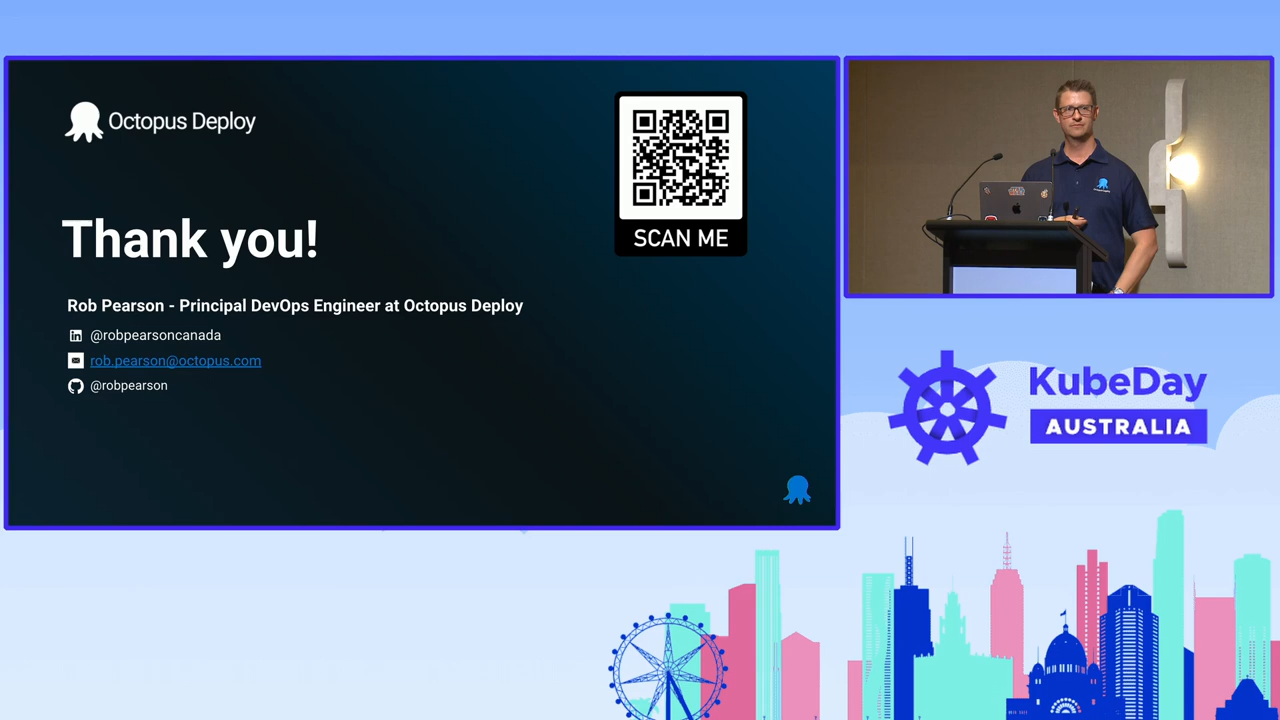 Octopus Deploy
SCAN ME
Thank you!
Rob Pearson - Principal DevOps Engineer at Octopus Deploy
@robpearsoncanada
rob.pearson@octopus.com
@robpearson
KubeDay
AUSTRALIA